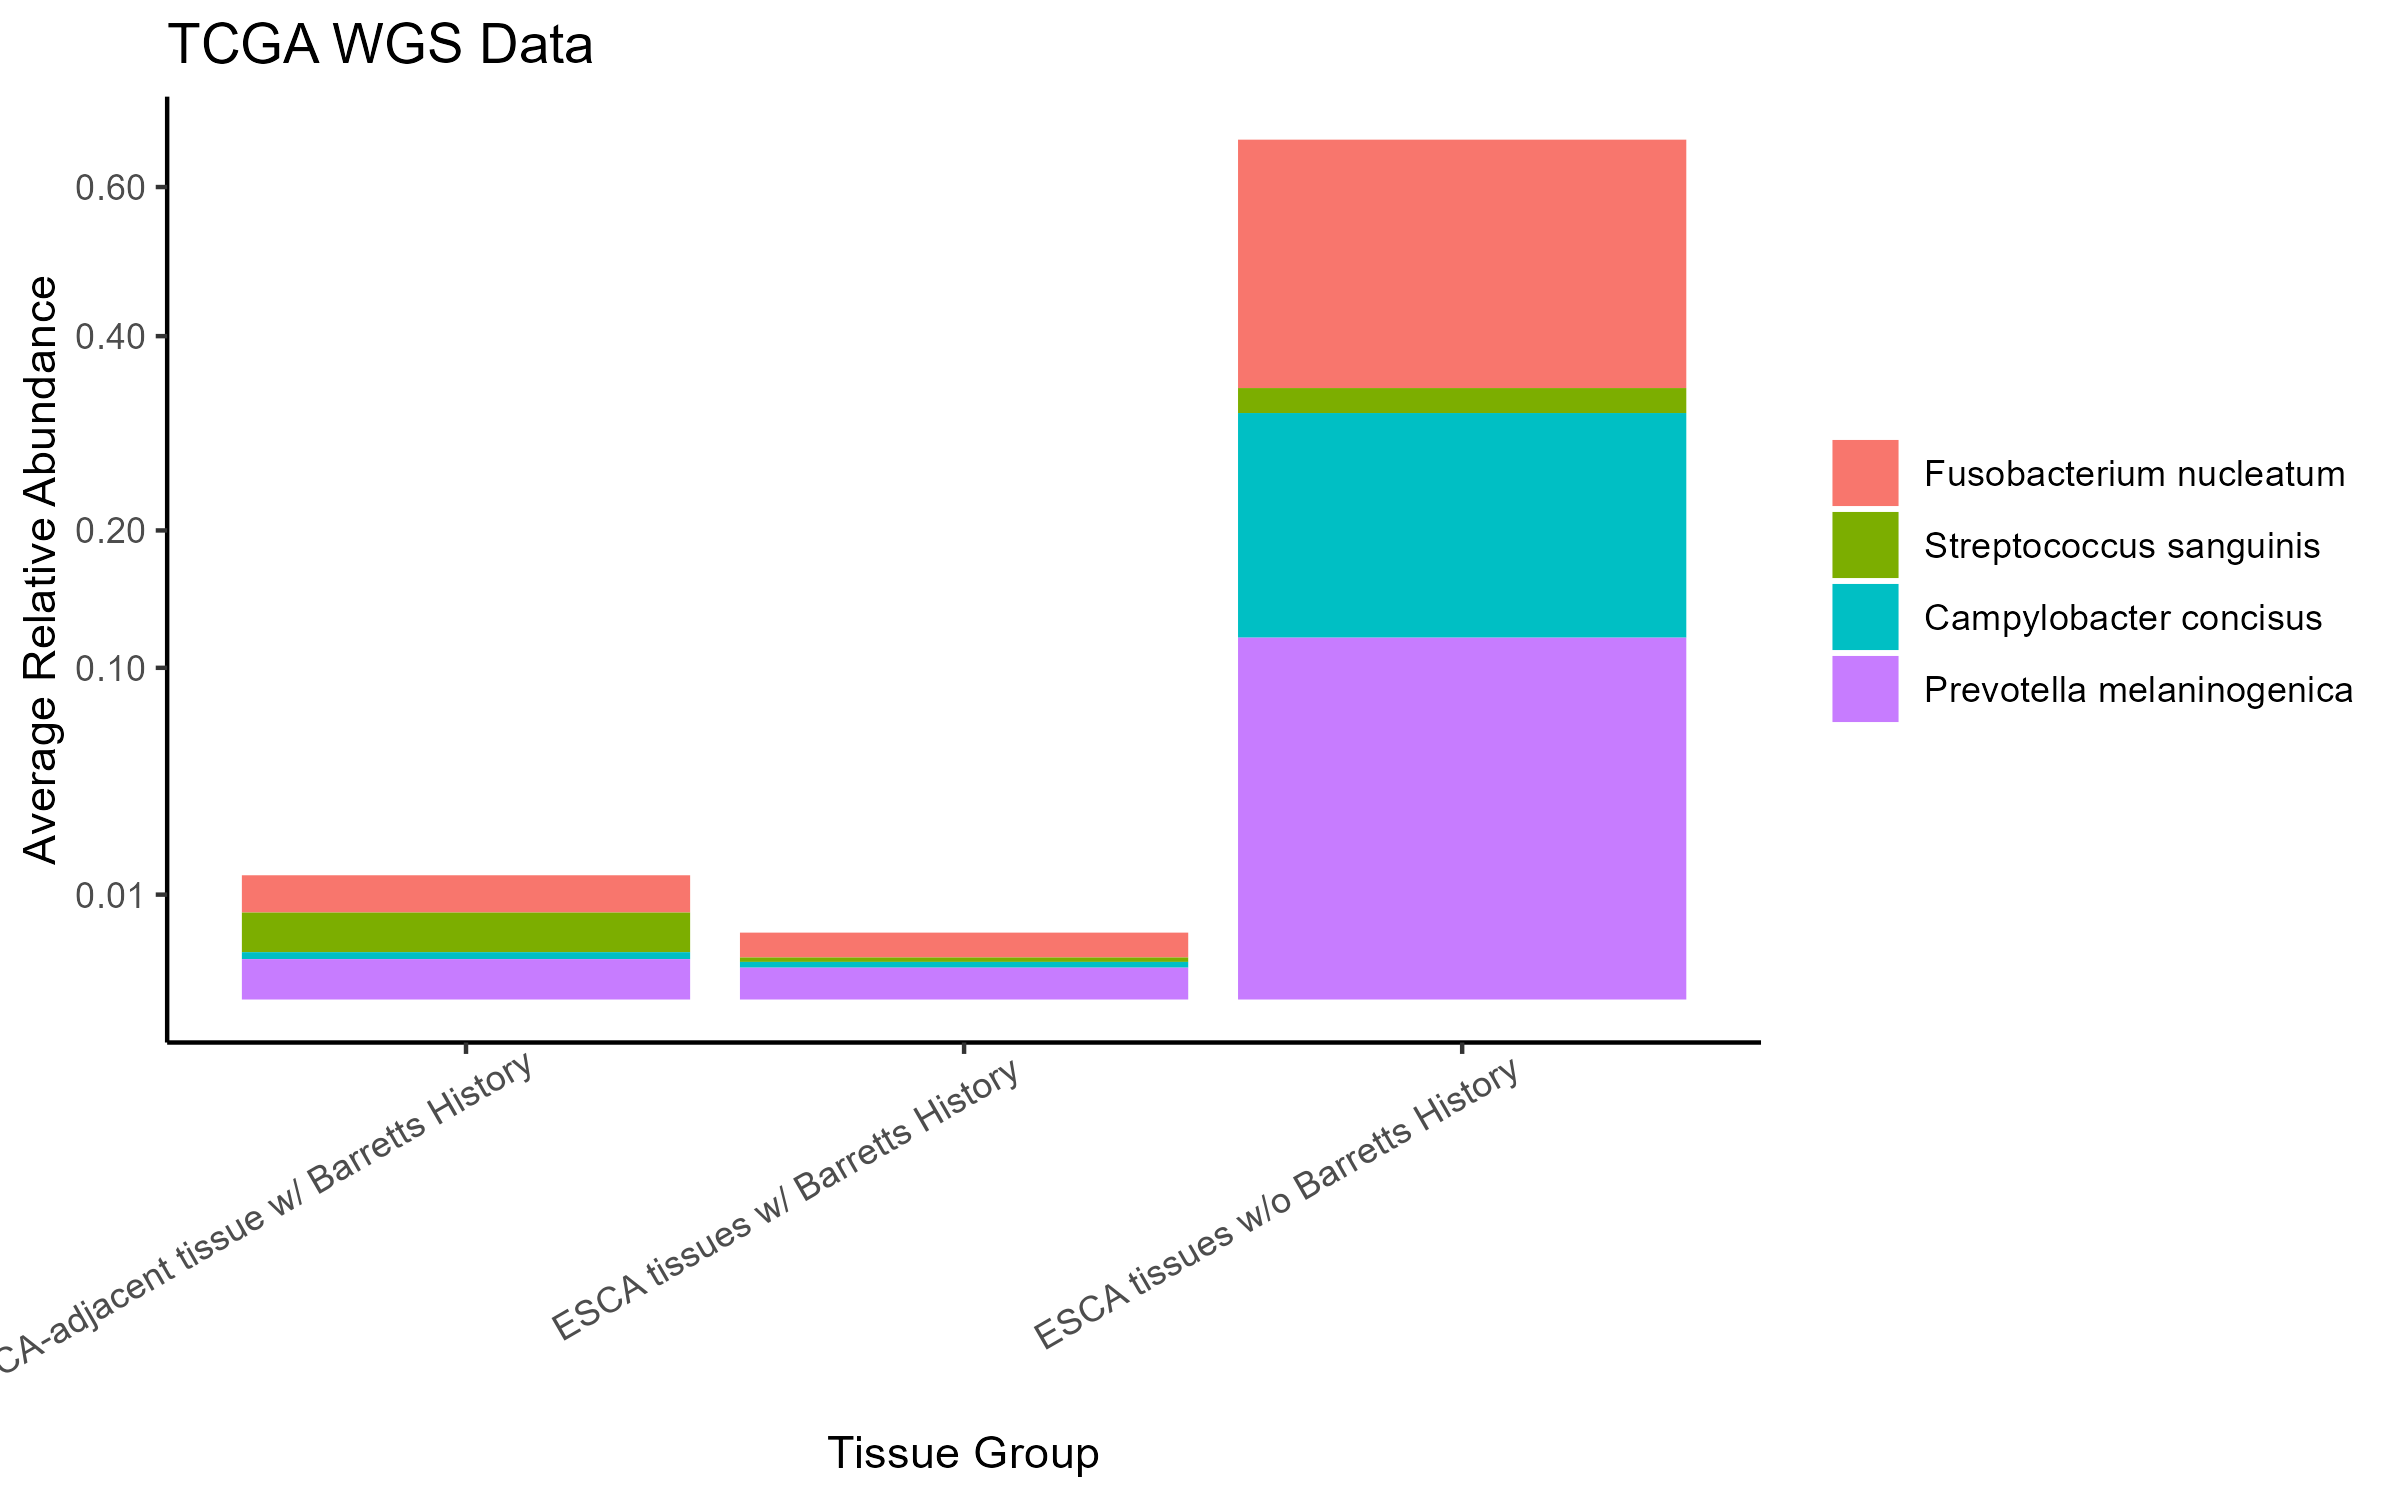 TCGA WGS Data
Average Relative Abundance
0.60
0.40
0.20
0.10
0.01
Fusobacterium nucleatum
Streptococcus sanguinis
Campylobacter concisus
Prevotella melaninogenica
CA-adjacent tissue w/ Barretts History
ESCA tissues w/ Barretts History
ESCA tissues w/o Barretts History
Tissue Group